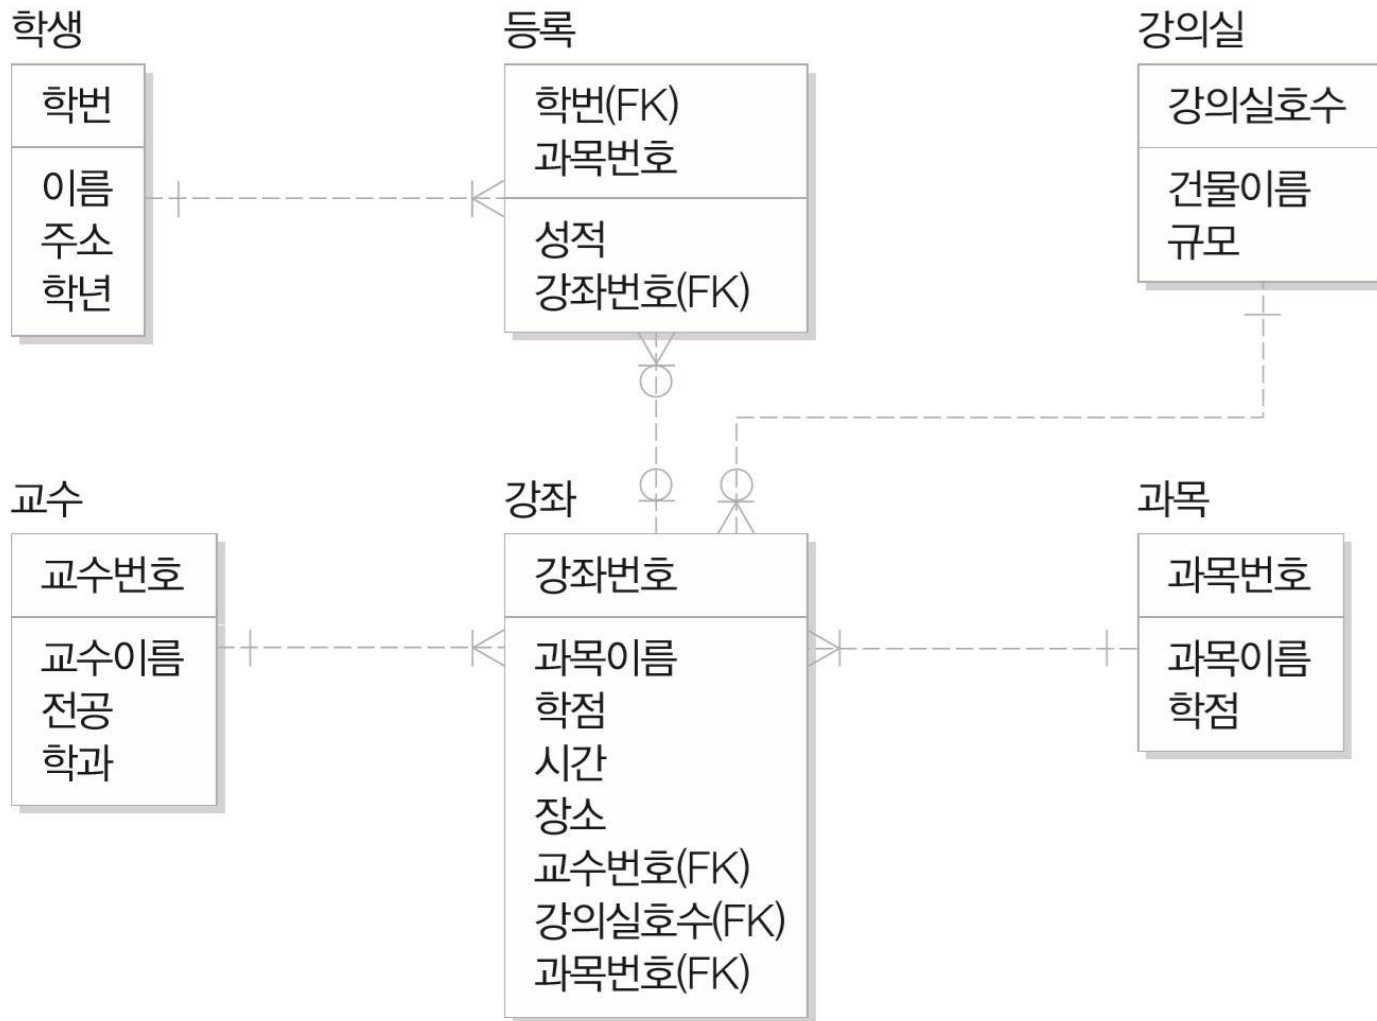 학생
학번
이름
주소
학년
등록
학번(FK)
과목번호
성적
강좌번호(FK)
강의실
강의실호수
건물이름
규모
교수
교수번호
교수이름
전공
학과
강좌
강좌번호
과목이름
학점
시간
장소
교수번호(FK)
강의실호수(FK)
과목번호(FK)
과목
과목번호
과목이름
학점